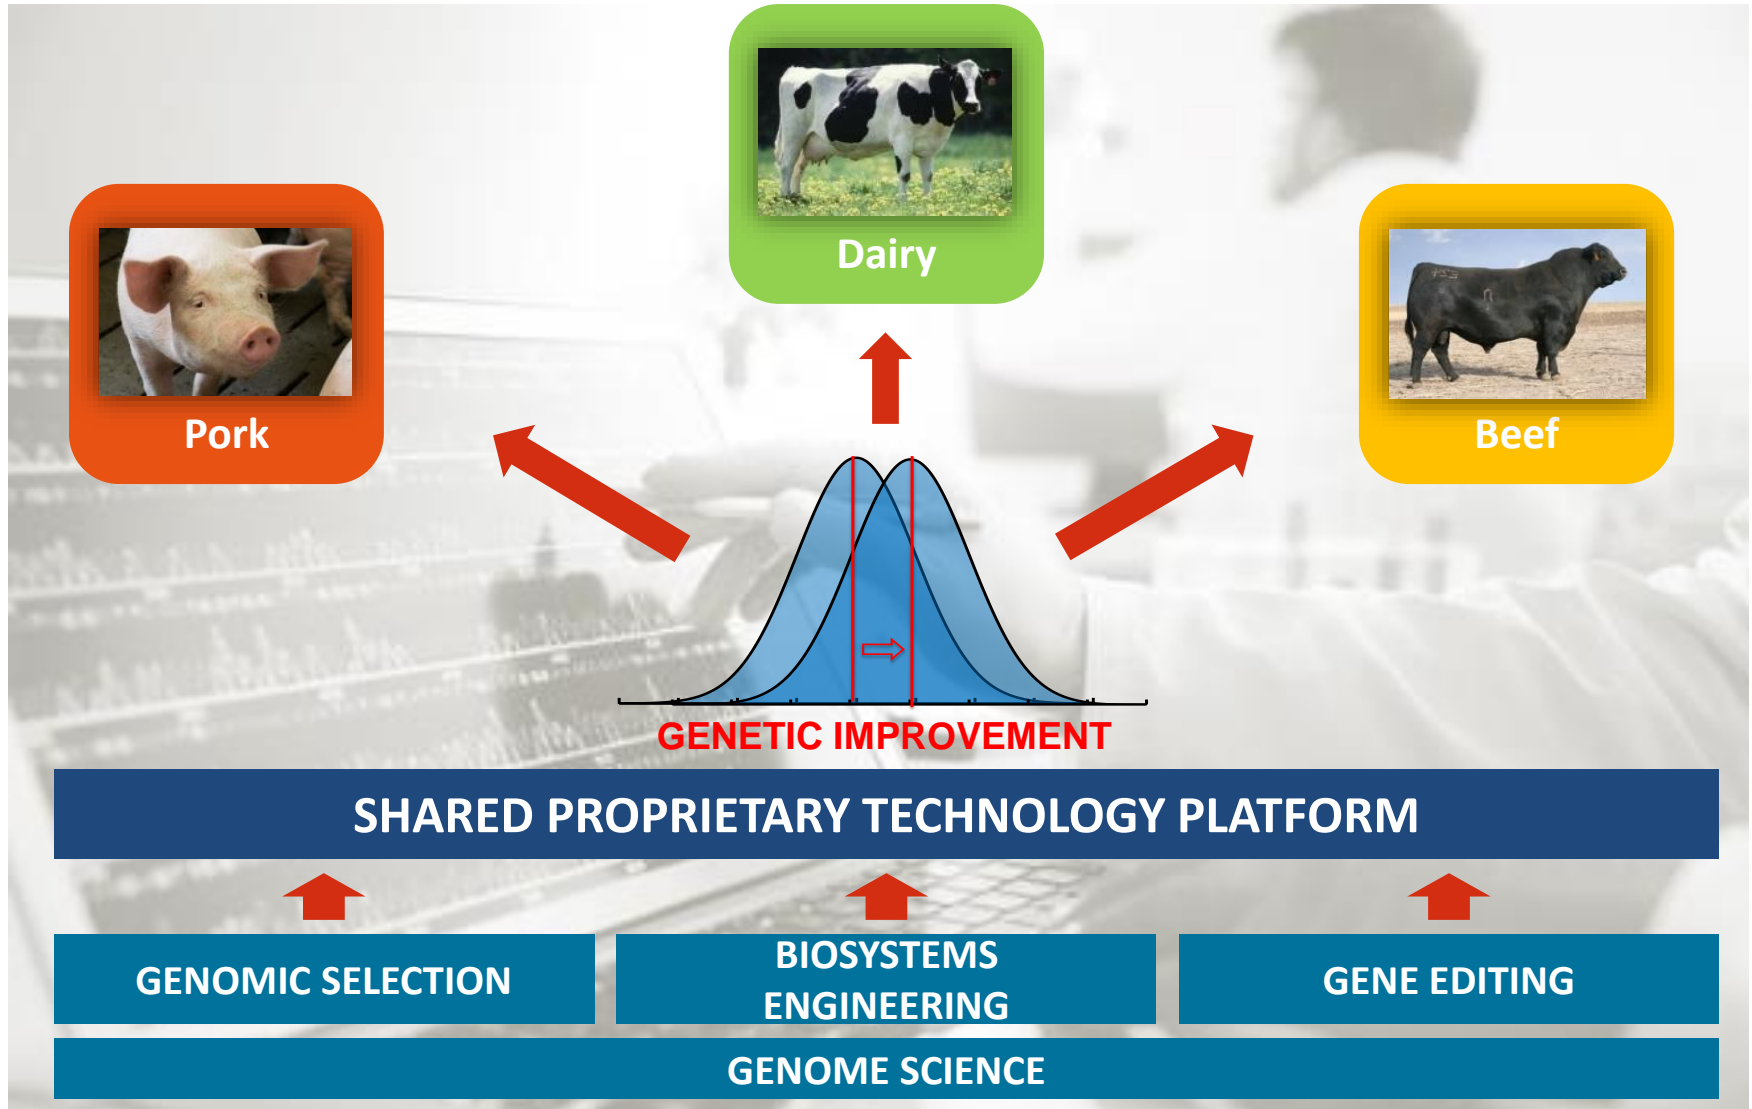 Dairy
Pork
Beef
GENETIC IMPROVEMENT
SHARED PROPRIETARY TECHNOLOGY PLATFORM
GENOMIC SELECTION
BIOSYSTEMS
ENGINEERING
GENE EDITING
GENOME SCIENCE